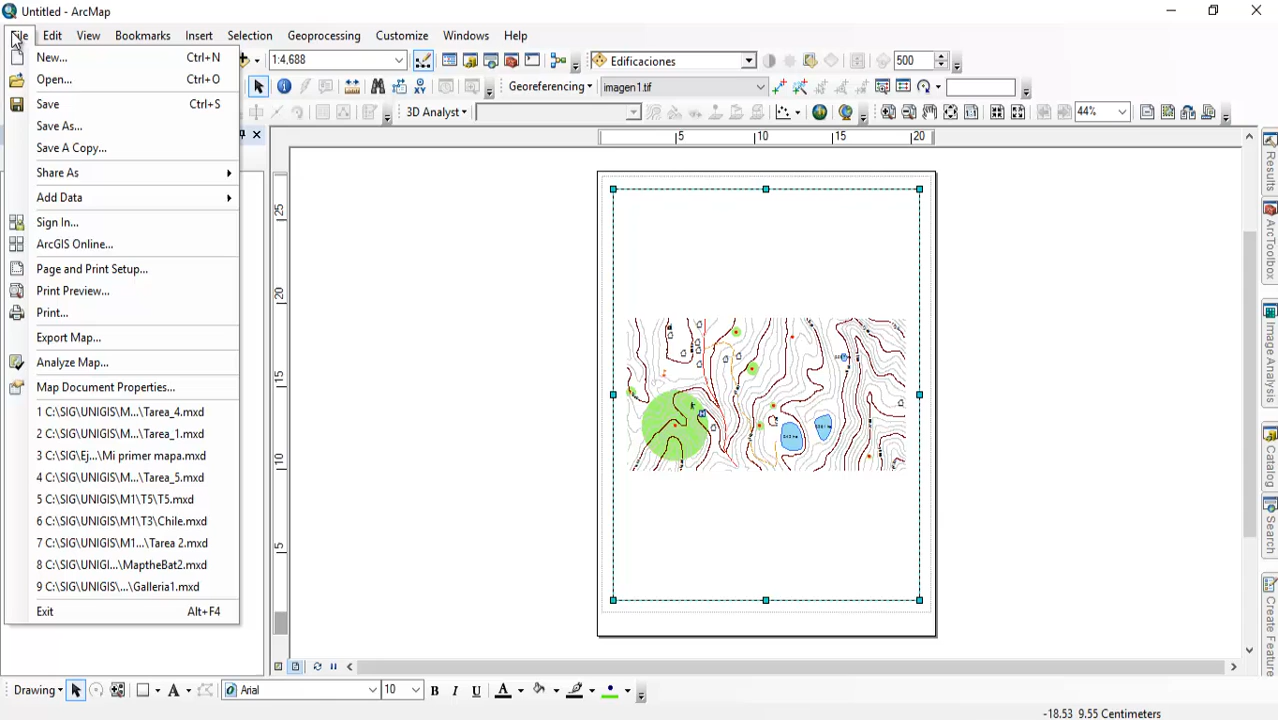 Untitled - ArcMap
File Edit View Bookmarks Insert Selection Geoprocessing Customize Windows Help
New... Ctrl+N
1:4,688
Edificaciones
500
Open... Ctrl+O
Georeferencing
imagen1.tif
Save Ctrl+S
3D Analyst
44%
Save As...
5 10 15 20
Save A Copy...
Share As
Add Data
Sign In...
ArcGIS Online...
Page and Print Setup...
Print Preview...
Print...
Export Map...
Analyze Map...
Map Document Properties...
1 C:\SIG\UNIGIS\M...\Tarea_4.mxd
2 C:\SIG\UNIGIS\M...\Tarea_1.mxd
3 C:\SIG\Ej...\Mi primer mapa.mxd
4 C:\SIG\UNIGIS\M...\Tarea_5.mxd
5 C:\SIG\UNIGIS\M1\T5\T5.mxd
6 C:\SIG\UNIGIS\M1\T3\Chile.mxd
7 C:\SIG\UNIGIS\M1...\Tarea 2.mxd
8 C:\SIG\UNIGI...\MaptheBat2.mxd
9 C:\SIG\UNIGIS\...\Galleria1.mxd
Exit Alt+F4
25
20
15
10
5
Results
ArcToolbox
Image Analysis
Catalog
Search
Create Feature
Drawing
Arial
10
B I U A
-18.53 9.55 Centimeters